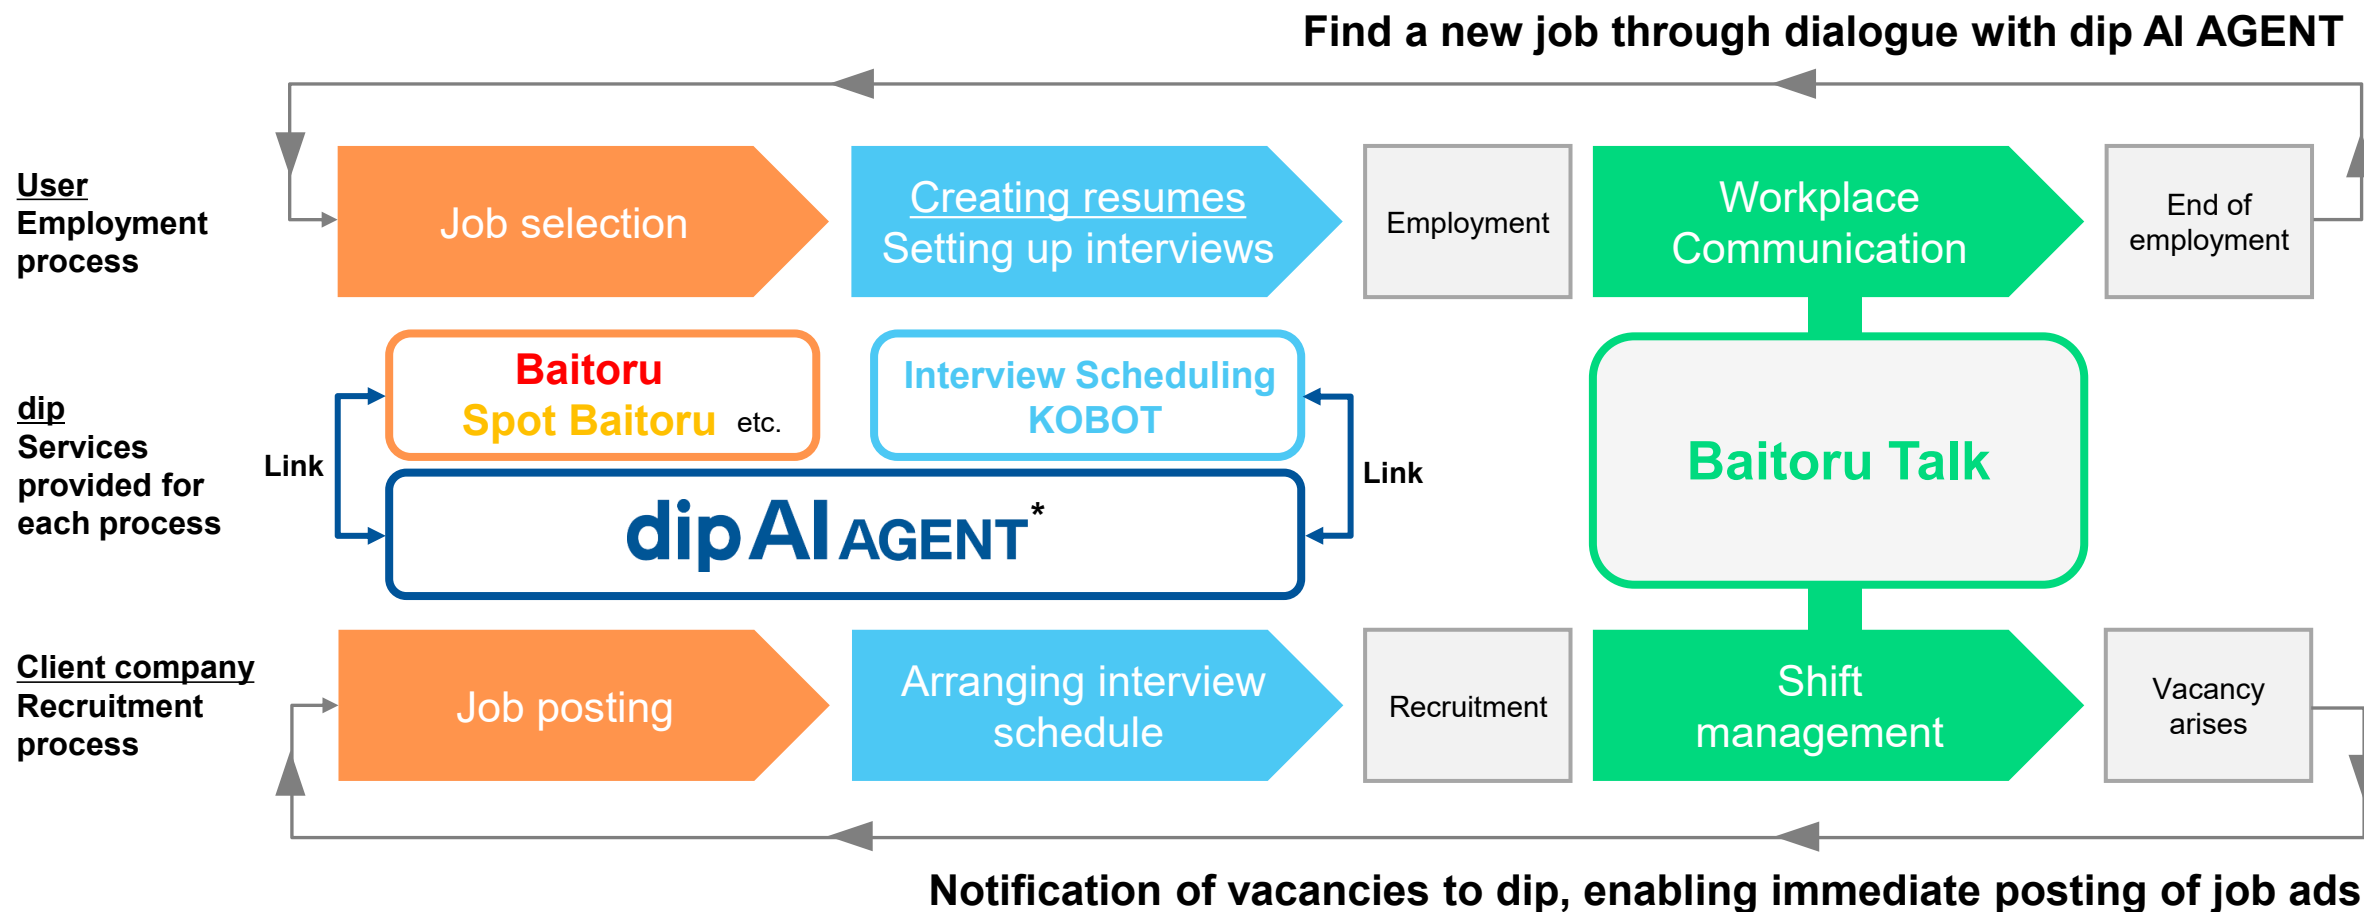 Find a new job through dialogue with dip AI AGENT
User
Employment
process
Job selection
Creating resumes
Setting up interviews
Employment
Workplace
Communication
End of
employment
dip
Services
provided for
each process
Link
Baitoru
Spot Baitoru etc.
Interview Scheduling
KOBOT
dip AI AGENT*
Link
Baitoru Talk
Client company
Recruitment
process
Job posting
Arranging interview
schedule
Recruitment
Shift
management
Vacancy
arises
Notification of vacancies to dip, enabling immediate posting of job ads